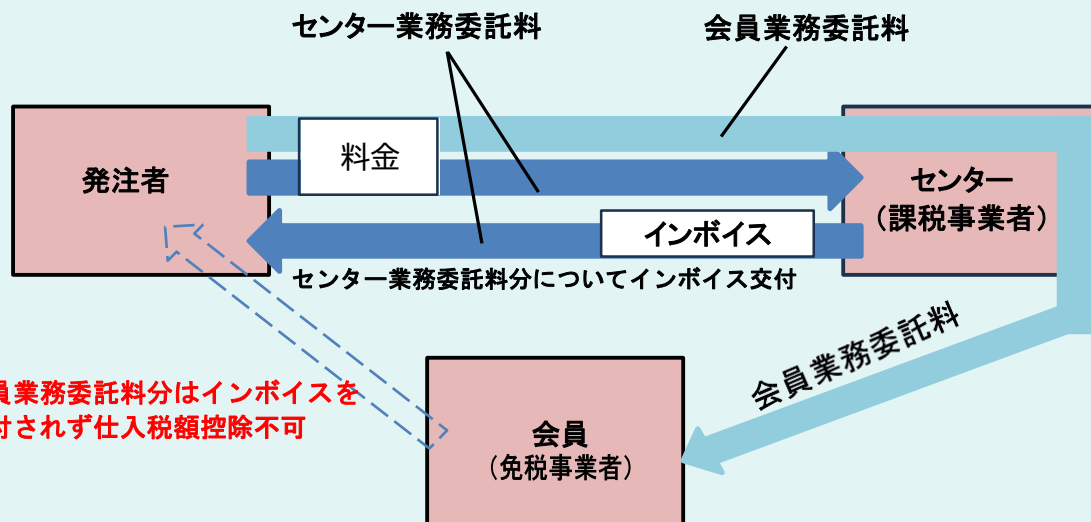 センター業務委託料
会員業務委託料
発注者
料金
センター
（課税事業者）
インボイス
センター業務委託料分についてインボイス交付
会員業務委託料
員業務委託料分はインボイスを
付されず仕入税額控除不可
会員
（免税事業者）